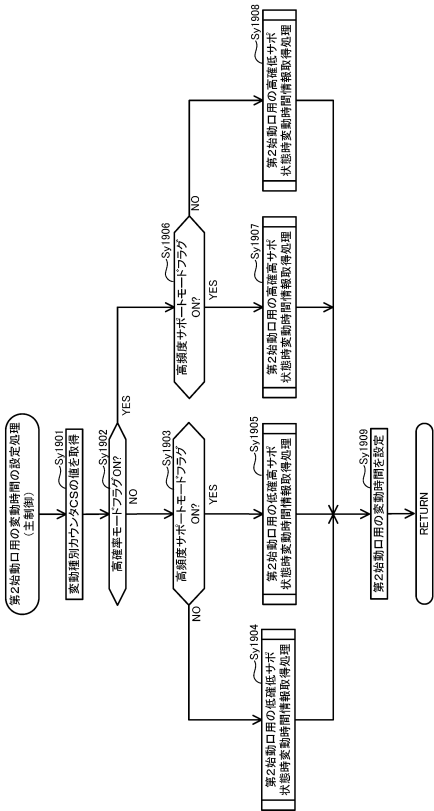 第2始動口用の変動時間の設定処理
(主制御)
Sy1901
変動種別カウンタCSの値を取得
Sy1902
高確率モードフラグON?
YES
NO
Sy1903
高頻度サポートモードフラグ
ON?
NO
YES
Sy1906
高頻度サポートモードフラグ
ON?
YES
NO
Sy1904
第2始動口用の低確低サポ
状態時変動時間情報取得処理
Sy1905
第2始動口用の低確高サポ
状態時変動時間情報取得処理
Sy1907
第2始動口用の高確高サポ
状態時変動時間情報取得処理
Sy1908
第2始動口用の高確低サポ
状態時変動時間情報取得処理
Sy1909
第2始動口用の変動時間を設定
RETURN